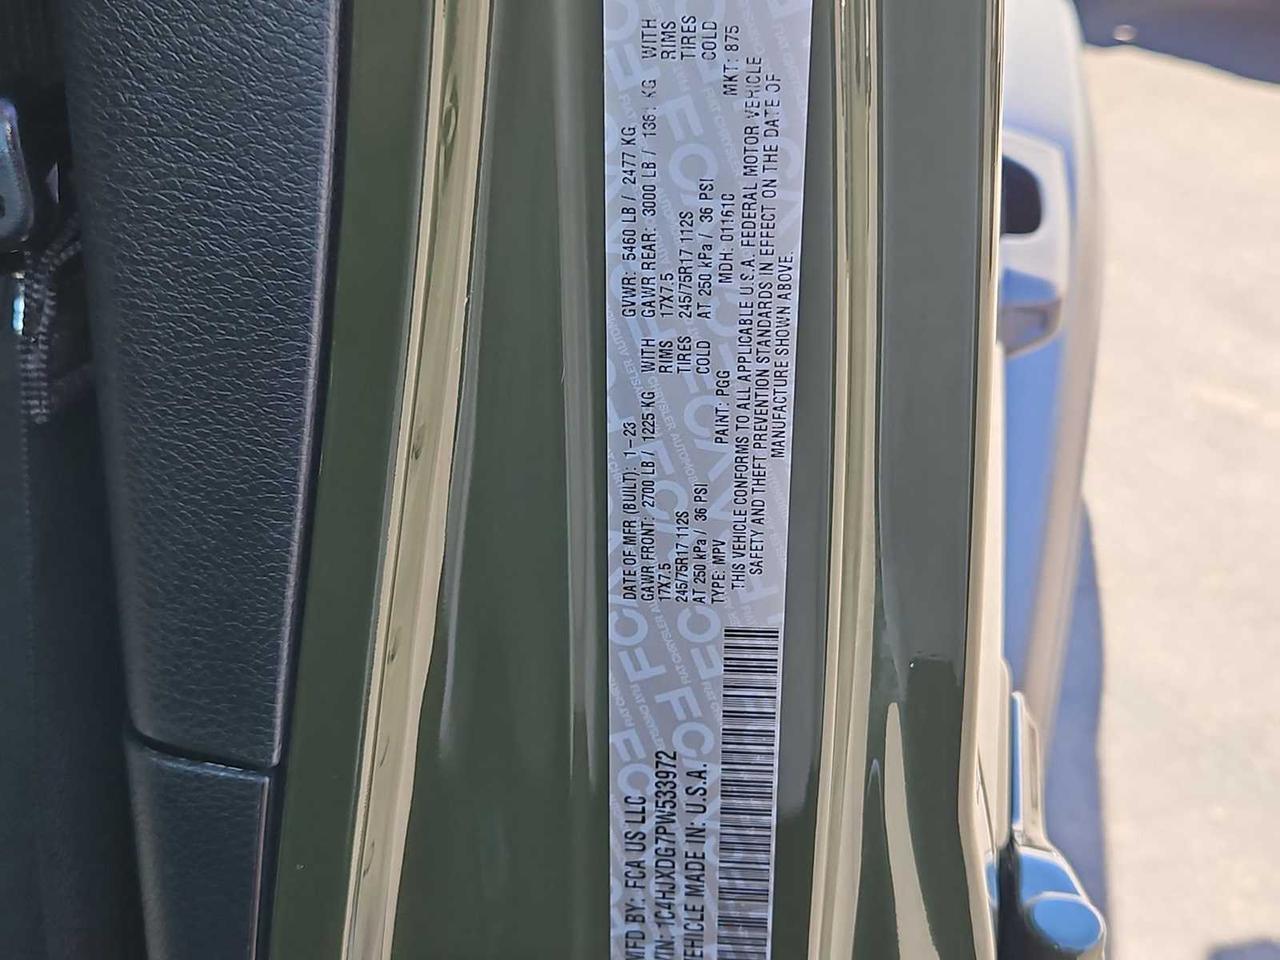 MFD BY: FCA US LLC
VIN: 1C4HJXDG7PW533972
VEHICLE MADE IN: U.S.A.
DATE OF MFR (BUILT): 1-23 GVWR: 5460 LB / 2477 KG
GAWR FRONT: 2700 LB / 1225 KG WITH GAWR REAR: 3000 LB / 1361 KG WITH
17X7.5 RIMS 17X7.5 RIMS
245/75R17 112S TIRES 245/75R17 112S TIRES
AT 250 kPa / 36 PSI COLD AT 250 kPa / 36 PSI COLD
TYPE: MPV PAINT: PGG MDH: 011610 MKT: 875
THIS VEHICLE CONFORMS TO ALL APPLICABLE U.S.A. FEDERAL MOTOR VEHICLE
SAFETY AND THEFT PREVENTION STANDARDS IN EFFECT ON THE DATE OF
MANUFACTURE SHOWN ABOVE.